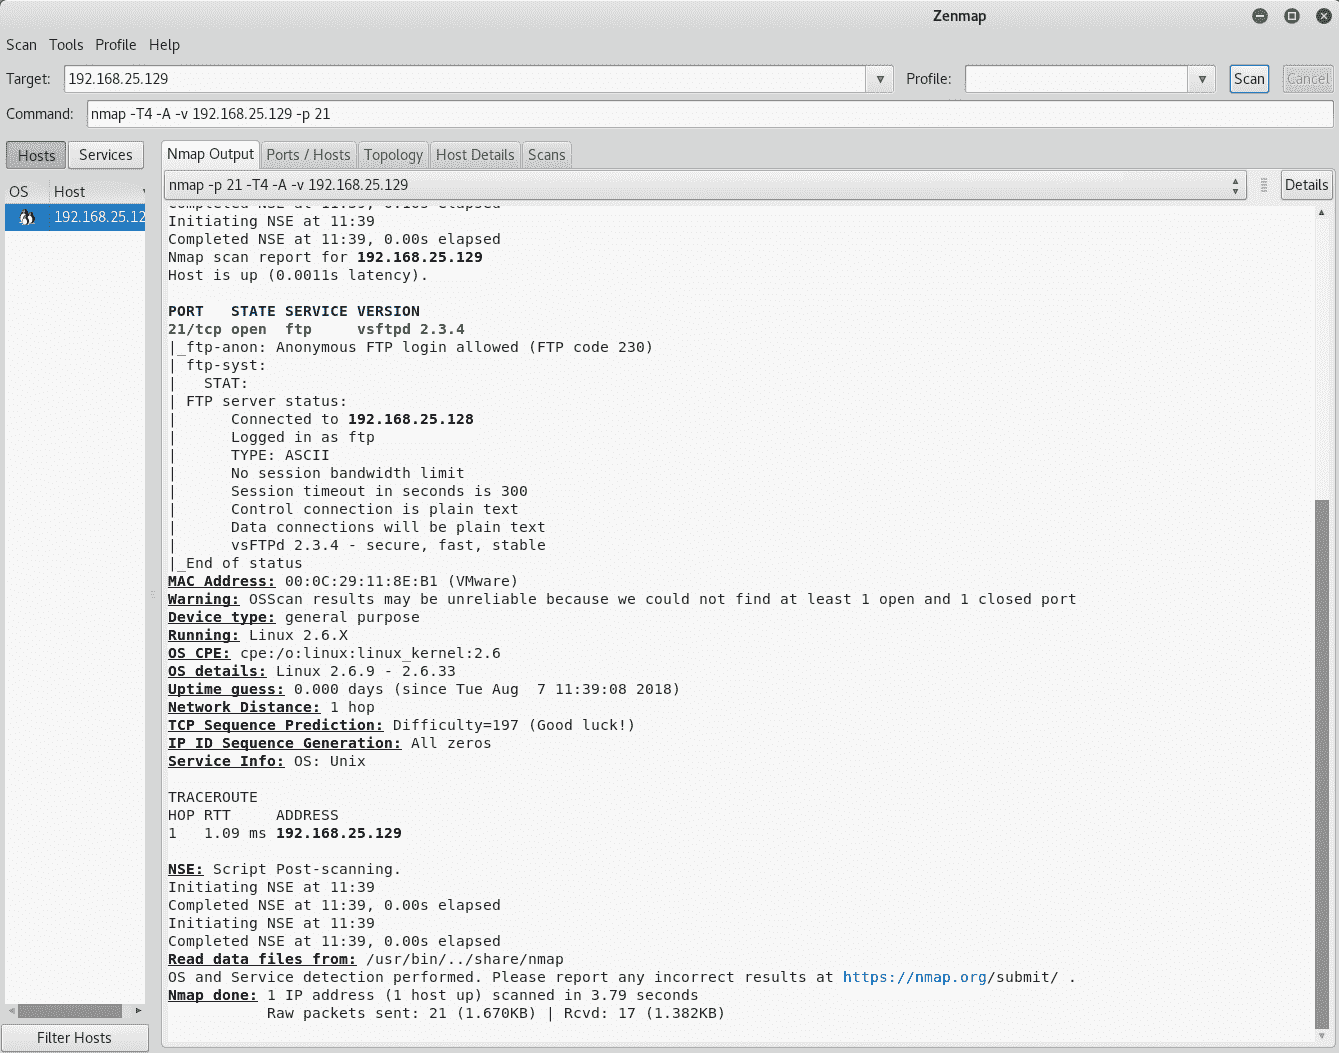 Zenmap
Scan Tools Profile Help
Target: 192.168.25.129 Profile: Scan Cancel
Command: nmap -T4 -A -v 192.168.25.129 -p 21
Hosts Services
OS Host
192.168.25.12
Nmap Output Ports / Hosts Topology Host Details Scans
nmap -p 21 -T4 -A -v 192.168.25.129 Details
Completed NSE at 11:39, 0.16s elapsed
Initiating NSE at 11:39
Completed NSE at 11:39, 0.00s elapsed
Nmap scan report for 192.168.25.129
Host is up (0.0011s latency).
PORT   STATE SERVICE VERSION
21/tcp open  ftp     vsftpd 2.3.4
|_ftp-anon: Anonymous FTP login allowed (FTP code 230)
| ftp-syst:
|   STAT:
| FTP server status:
|      Connected to 192.168.25.128
|      Logged in as ftp
|      TYPE: ASCII
|      No session bandwidth limit
|      Session timeout in seconds is 300
|      Control connection is plain text
|      Data connections will be plain text
|      vsFTPd 2.3.4 - secure, fast, stable
|_End of status
MAC Address: 00:0C:29:11:8E:B1 (VMware)
Warning: OSScan results may be unreliable because we could not find at least 1 open and 1 closed port
Device type: general purpose
Running: Linux 2.6.X
OS CPE: cpe:/o:linux:linux_kernel:2.6
OS details: Linux 2.6.9 - 2.6.33
Uptime guess: 0.000 days (since Tue Aug  7 11:39:08 2018)
Network Distance: 1 hop
TCP Sequence Prediction: Difficulty=197 (Good luck!)
IP ID Sequence Generation: All zeros
Service Info: OS: Unix
TRACEROUTE
HOP RTT     ADDRESS
1   1.09 ms 192.168.25.129
NSE: Script Post-scanning.
Initiating NSE at 11:39
Completed NSE at 11:39, 0.00s elapsed
Initiating NSE at 11:39
Completed NSE at 11:39, 0.00s elapsed
Read data files from: /usr/bin/../share/nmap
OS and Service detection performed. Please report any incorrect results at https://nmap.org/submit/ .
Nmap done: 1 IP address (1 host up) scanned in 3.79 seconds
Raw packets sent: 21 (1.670KB) | Rcvd: 17 (1.382KB)
Filter Hosts